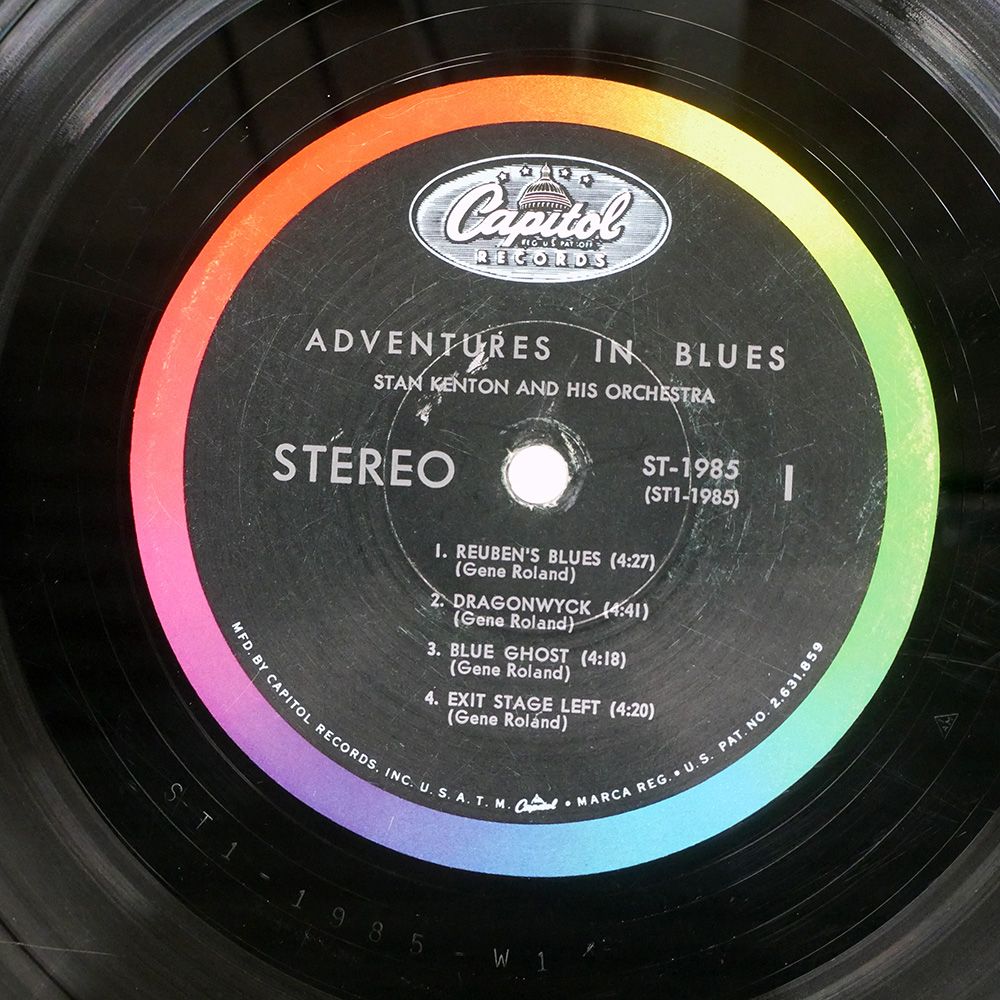 Capitol
REG. U.S. PAT. OFF.
RECORDS
ADVENTURES IN BLUES
STAN KENTON AND HIS ORCHESTRA
STEREO
ST-1985
(ST1-1985)
1
1. REUBEN'S BLUES (4:27)
(Gene Roland)
2. DRAGONWYCK (4:41)
(Gene Roland)
3. BLUE GHOST (4:18)
(Gene Roland)
4. EXIT STAGE LEFT (4:20)
(Gene Roland)
MFD. BY CAPITOL RECORDS, INC. U.S.A. T.M. Capitol • MARCA REG. • U.S. PAT. NO. 2,631,859
ST1-1985-W1